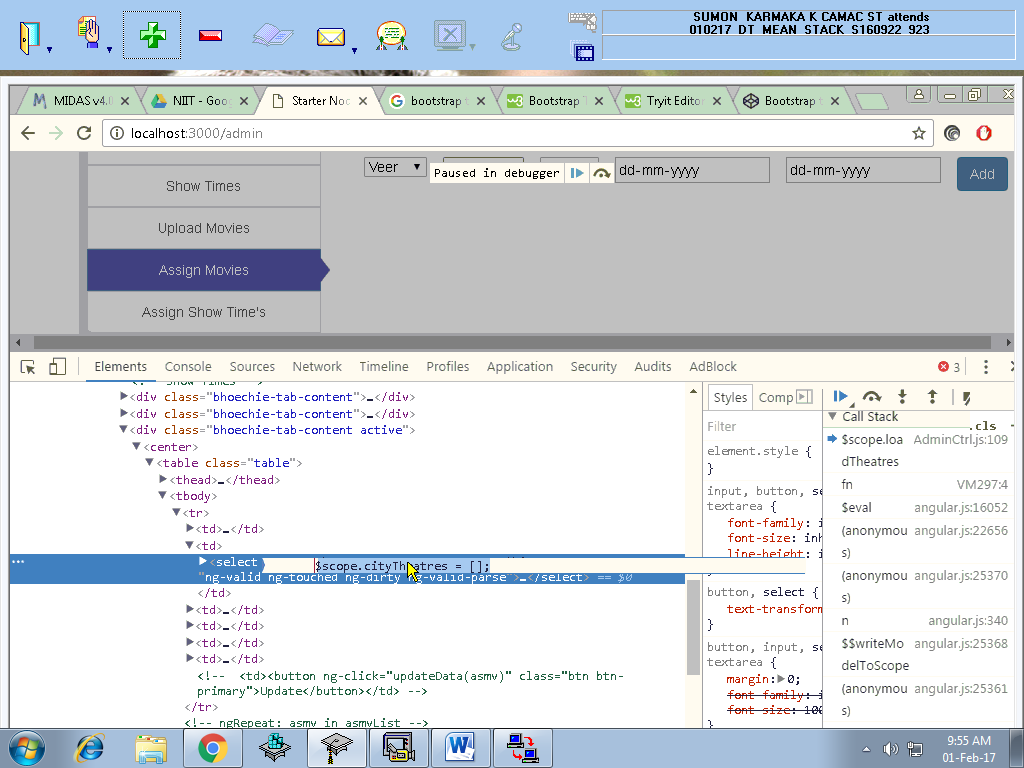 SUMON KARMAKA K CAMAC ST attends
010217 DT MEAN STACK S160922 923
MIDAS v4.0
NIIT - Goog
Starter Nod
bootstrap t
Bootstrap T
Tryit Editor
Bootstrap t
localhost:3000/admin
Show Times
Upload Movies
Assign Movies
Assign Show Time's
Veer
Paused in debugger
dd-mm-yyyy
dd-mm-yyyy
Add
Elements
Console
Sources
Network
Timeline
Profiles
Application
Security
Audits
AdBlock
3
<div class="bhoechie-tab-content">…</div>
<div class="bhoechie-tab-content">…</div>
<div class="bhoechie-tab-content active">
<center>
<table class="table">
<thead>…</thead>
<tbody>
<tr>
<td>…</td>
<td>
<select
$scope.cityTheatres = [];
"ng-valid ng-touched ng-dirty ng-valid-parse">…</select> == $0
</td>
<td>…</td>
<td>…</td>
<td>…</td>
<td>…</td>
<!-- <td><button ng-click="updateData(asmv)" class="btn btn-
primary">Update</button></td> -->
</tr>
<!-- ngRepeat: asmv in asmvList -->
Styles
Comp
Filter
.cls
element.style {
}
input, button, se
textarea {
font-family: i
font-size: inh
line-height: i
button, select {
text-transform
}
button, input, se
textarea {
margin: 0;
font-family: i
font-size: 100
}
Call Stack
$scope.loa AdminCtrl.js:109
dTheatres
fn VM297:4
$eval angular.js:16052
(anonymou angular.js:22656
s)
(anonymou angular.js:25370
s)
n angular.js:340
$$writeMo angular.js:25368
delToScope
(anonymou angular.js:25361
s)
9:55 AM
01-Feb-17